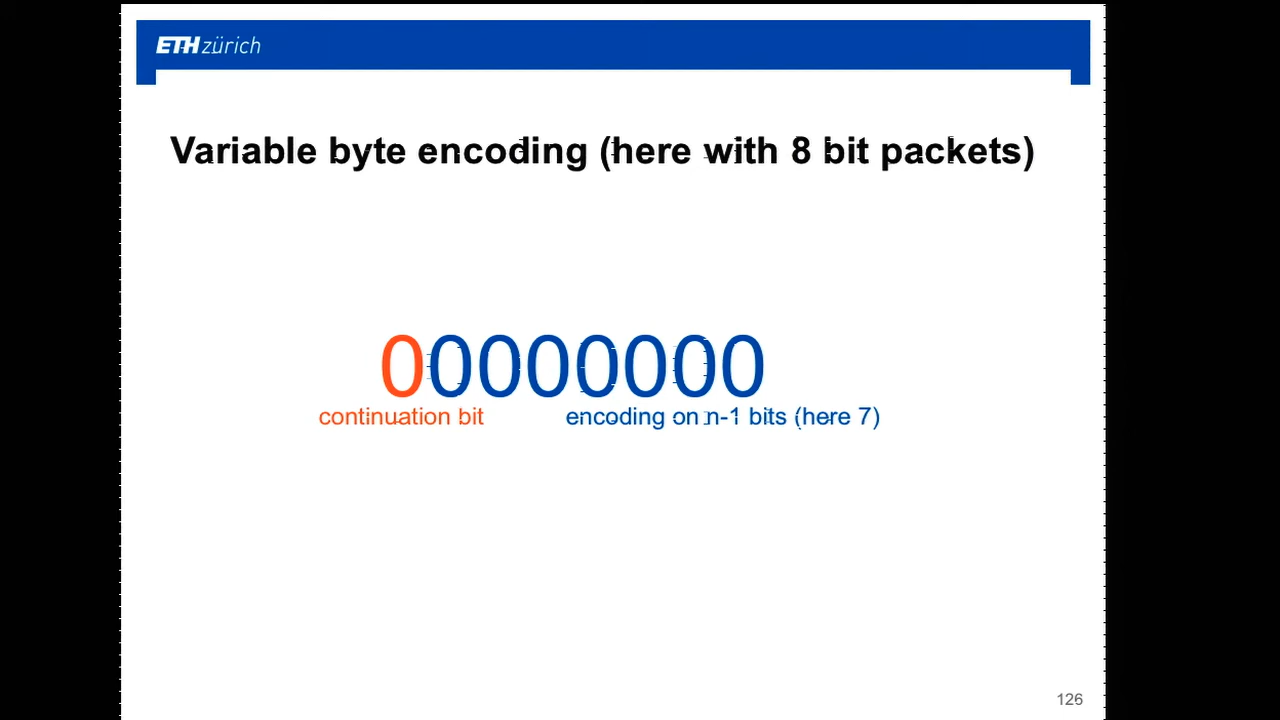 ETH zürich
Variable byte encoding (here with 8 bit packets)
00000000
continuation bit encoding on n-1 bits (here 7)
126